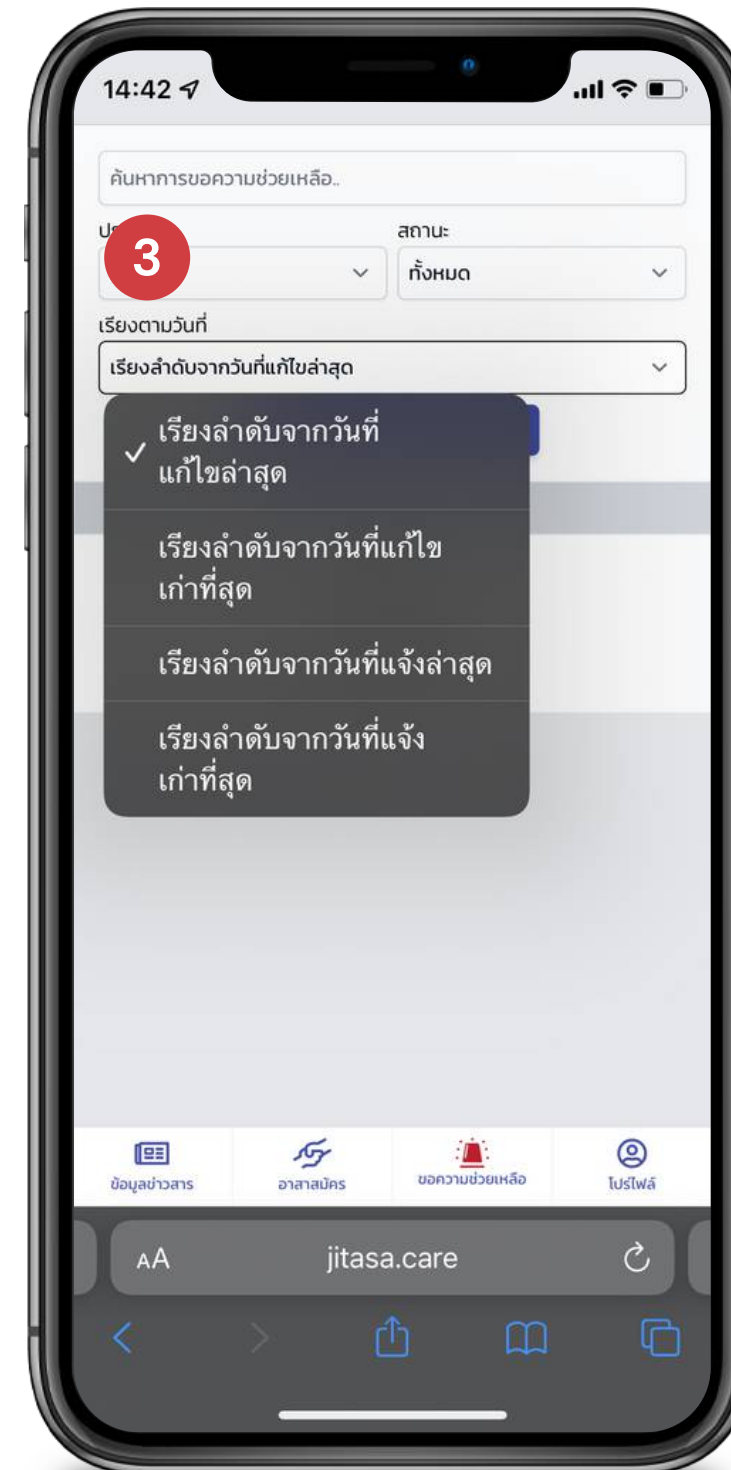 14:42
ค้นหาการขอความช่วยเหลือ..
สถานะ
3
ทั้งหมด
เรียงตามวันที่
เรียงลำดับจากวันที่แก้ไขล่าสุด
เรียงลำดับจากวันที่
แก้ไขล่าสุด
เรียงลำดับจากวันที่แก้ไข
เก่าที่สุด
เรียงลำดับจากวันที่แจ้งล่าสุด
เรียงลำดับจากวันที่แจ้ง
เก่าที่สุด
ข้อมูลข่าวสาร
อาสาสมัคร
ขอความช่วยเหลือ
โปรไฟล์
AA
jitasa.care